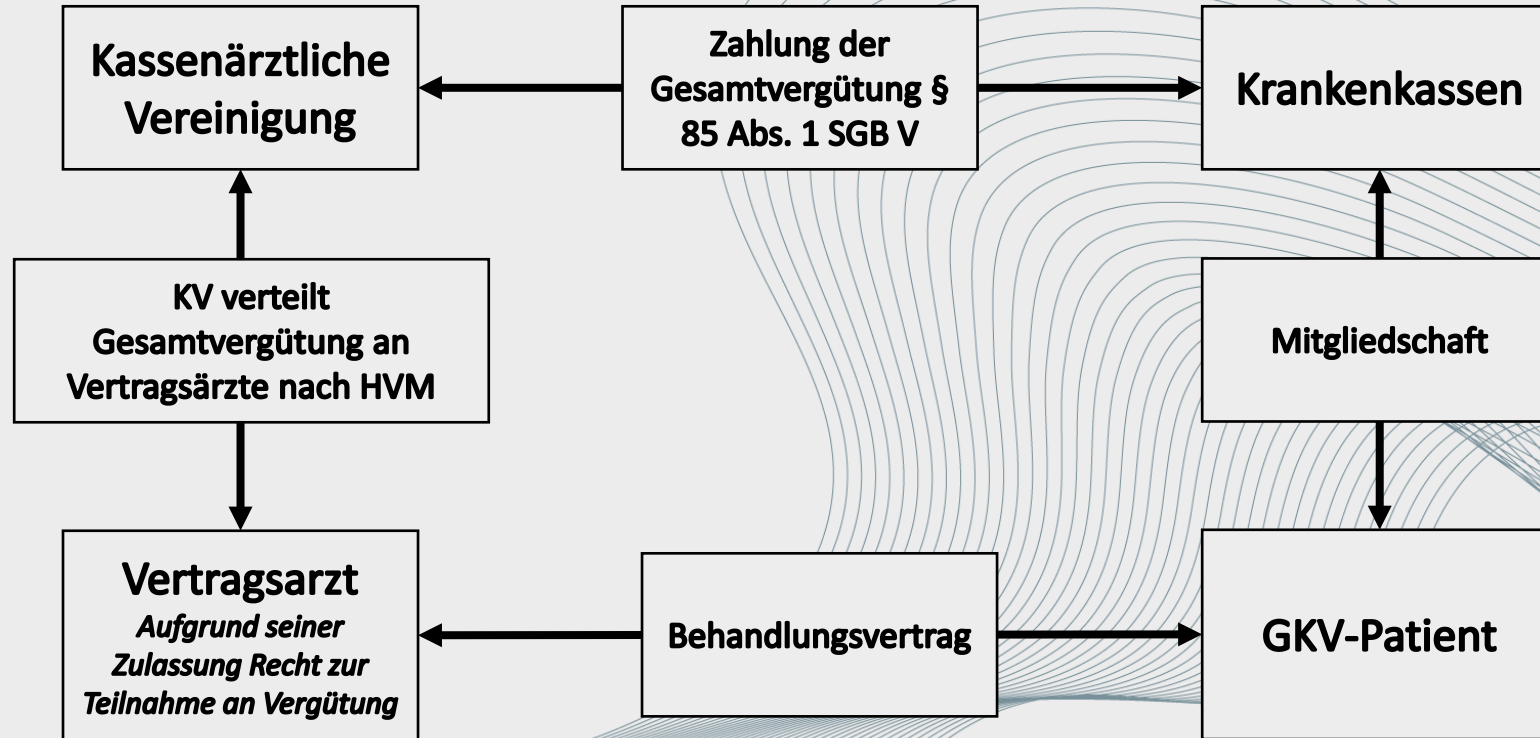 Kassenärztliche
Vereinigung
Zahlung der
Gesamtvergütung §
85 Abs. 1 SGB V
Krankenkassen
KV verteilt
Gesamtvergütung an
Vertragsärzte nach HVM
Mitgliedschaft
Vertragsarzt
Aufgrund seiner
Zulassung Recht zur
Teilnahme an Vergütung
Behandlungsvertrag
GKV-Patient